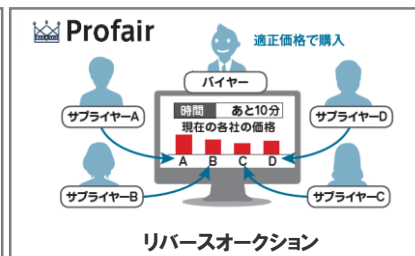 Profair
適正価格で購入
バイヤー
サプライヤーA
サプライヤーD
時間 あと10分
現在の各社の価格
A B C D
サプライヤーB
サプライヤーC
リバースオークション